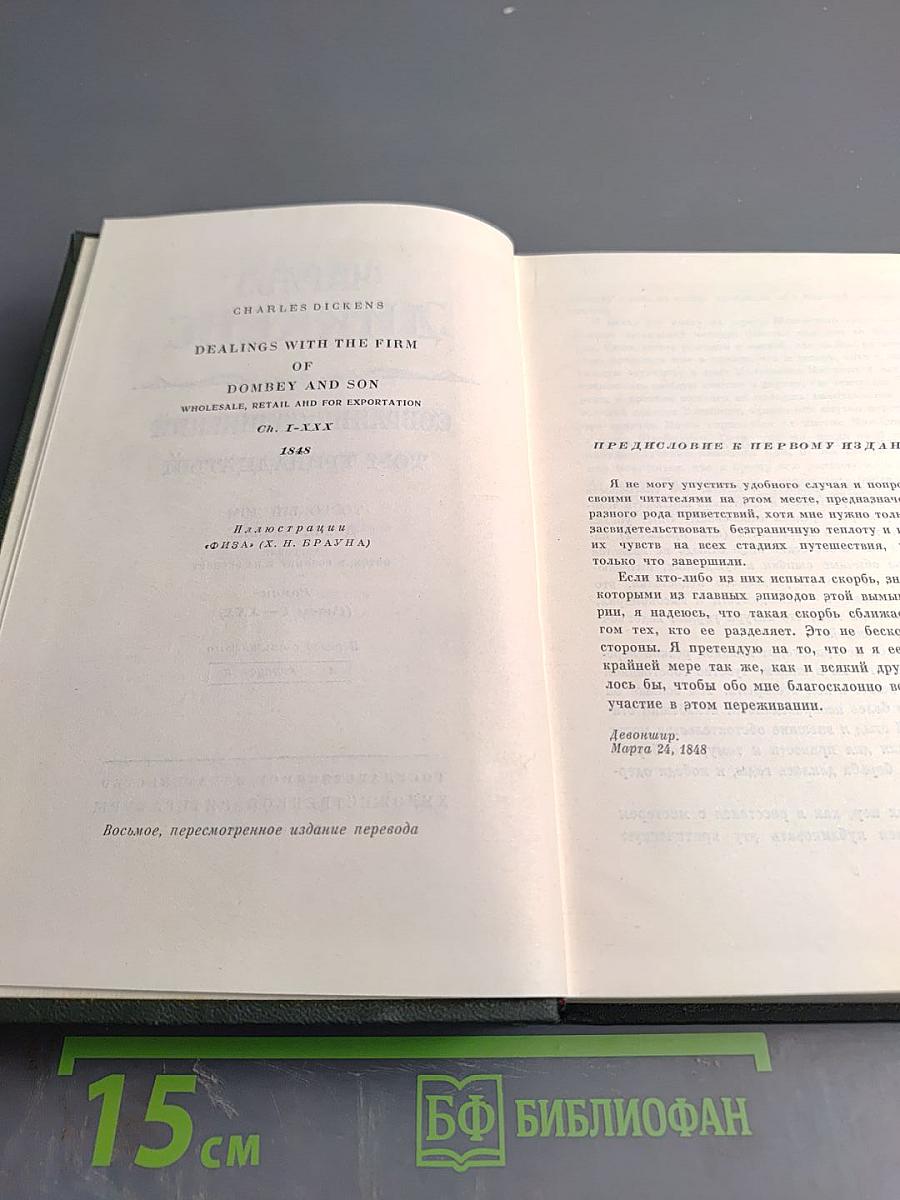 CHARLES DICKENS
DEALINGS WITH THE FIRM
OF
DOMBEY AND SON
WHOLESALE, RETAIL AHD FOR EXPORTATION
Ch. I-XXX
1848
Иллюстрации
«ФИЗА» (Х. Н. БРАУНА)
Восьмое, пересмотренное издание перевода
ПРЕДИСЛОВИЕ К ПЕРВОМУ ИЗДАН
Я не могу упустить удобного случая и попро
своими читателями на этом месте, предназначе
разного рода приветствий, хотя мне нужно толь
засвидетельствовать безграничную теплоту и и
их чувств на всех стадиях путешествия,
только что завершили.
Если кто-либо из них испытал скорбь, зна
которыми из главных эпизодов этой вымы
рии, я надеюсь, что такая скорбь сближа
гом тех, кто ее разделяет. Это не беско
стороны. Я претендую на то, что и я ее
крайней мере так же, как и всякий дру
лось бы, чтобы обо мне благосклонно вс
участие в этом переживании.
Девоншир.
Марта 24, 1848
15 см
БФ БИБЛИОФАН